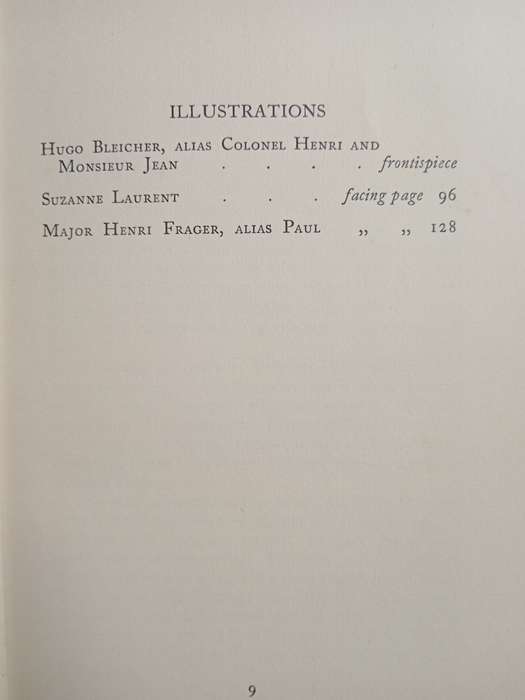 ILLUSTRATIONS
HUGO BLEICHER, ALIAS COLONEL HENRI AND
MONSIEUR JEAN . . . . frontispiece
SUZANNE LAURENT . . . facing page 96
MAJOR HENRI FRAGER, ALIAS PAUL ,, ,, 128
9